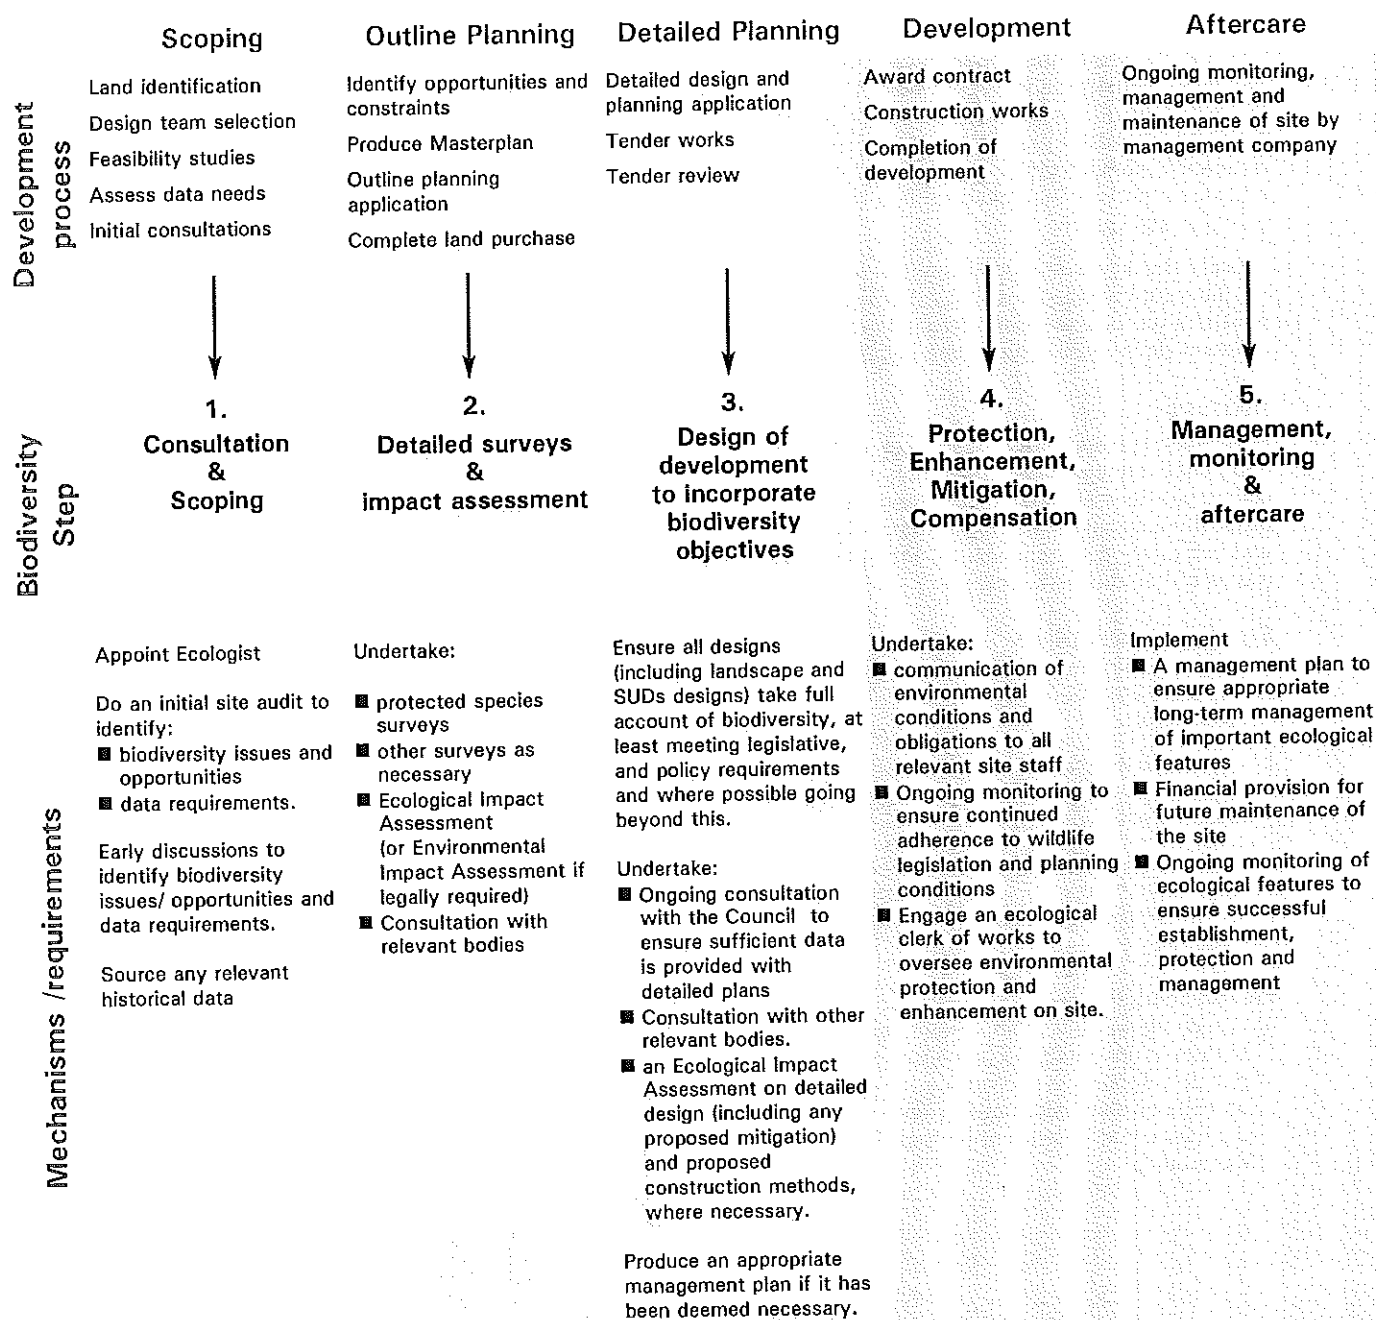 Scoping
Outline Planning
Detailed Planning
Development
Aftercare
Development
process
Land identification
Design team selection
Feasibility studies
Assess data needs
Initial consultations
Identify opportunities and
constraints
Produce Masterplan
Outline planning
application
Complete land purchase
Detailed design and
planning application
Tender works
Tender review
Award contract
Construction works
Completion of
development
Ongoing monitoring,
management and
maintenance of site by
management company
Biodiversity
Step
1.
Consultation
&
Scoping
2.
Detailed surveys
&
impact assessment
3.
Design of
development
to incorporate
biodiversity
objectives
4.
Protection,
Enhancement,
Mitigation,
Compensation
5.
Management,
monitoring
&
aftercare
Mechanisms /requirements
Appoint Ecologist
Do an initial site audit to
identify:
■ biodiversity issues and
opportunities
■ data requirements.
Early discussions to
identify biodiversity
issues/ opportunities and
data requirements.
Source any relevant
historical data
Undertake:
■ protected species
surveys
■ other surveys as
necessary
■ Ecological Impact
Assessment
(or Environmental
Impact Assessment if
legally required)
■ Consultation with
relevant bodies
Ensure all designs
(including landscape and
SUDs designs) take full
account of biodiversity, at
least meeting legislative,
and policy requirements
and where possible going
beyond this.
Undertake:
■ Ongoing consultation
with the Council to
ensure sufficient data
is provided with
detailed plans
■ Consultation with other
relevant bodies.
■ an Ecological Impact
Assessment on detailed
design (including any
proposed mitigation)
and proposed
construction methods,
where necessary.
Produce an appropriate
management plan if it has
been deemed necessary.
Undertake:
■ communication of
environmental
conditions and
obligations to all
relevant site staff
■ Ongoing monitoring to
ensure continued
adherence to wildlife
legislation and planning
conditions
■ Engage an ecological
clerk of works to
oversee environmental
protection and
enhancement on site.
Implement
■ A management plan to
ensure appropriate
long-term management
of important ecological
features
■ Financial provision for
future maintenance of
the site
■ Ongoing monitoring of
ecological features to
ensure successful
establishment,
protection and
management